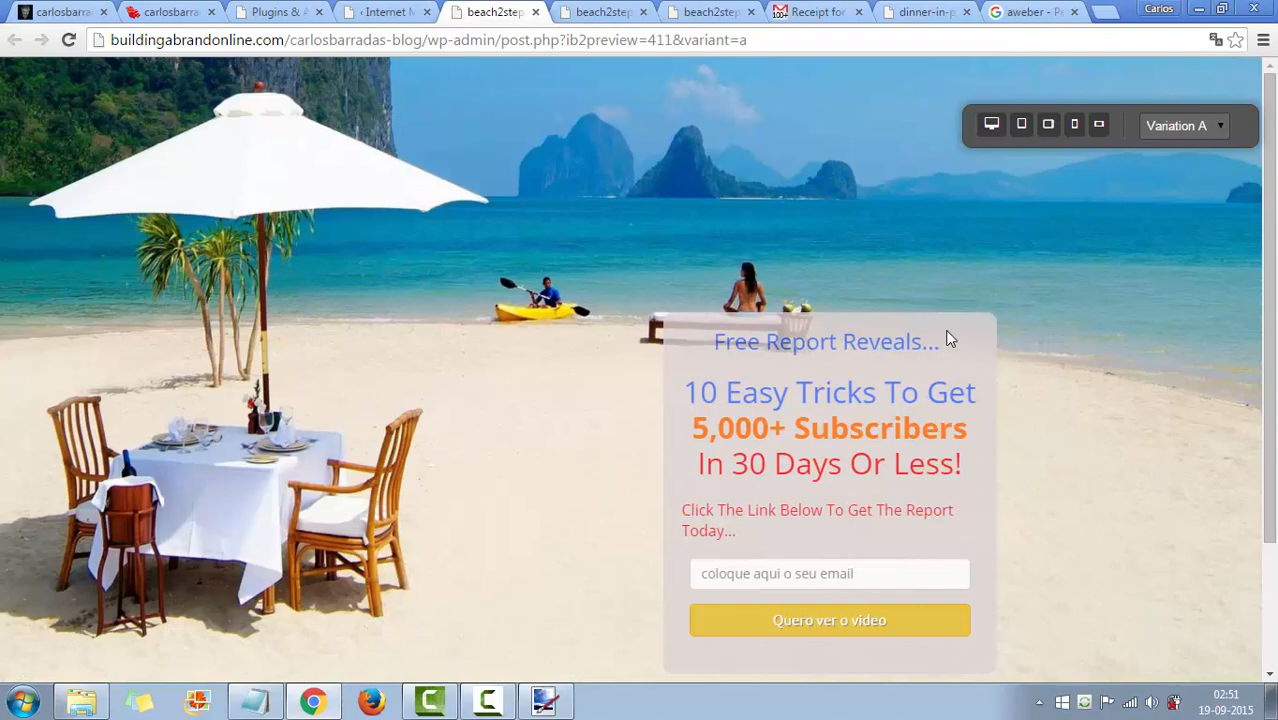 carlosbarra
carlosbarra
Plugins & A
‹ Internet M
beach2step
beach2step
beach2step
Receipt for
dinner-in-p
aweber - Pe
Carlos
buildingabrandonline.com/carlosbarradas-blog/wp-admin/post.php?ib2preview=411&variant=a
Variation A
Free Report Reveals...
10 Easy Tricks To Get
5,000+ Subscribers
In 30 Days Or Less!
Click The Link Below To Get The Report
Today...
coloque aqui o seu email
Quero ver o vídeo
02:51
19-09-2015